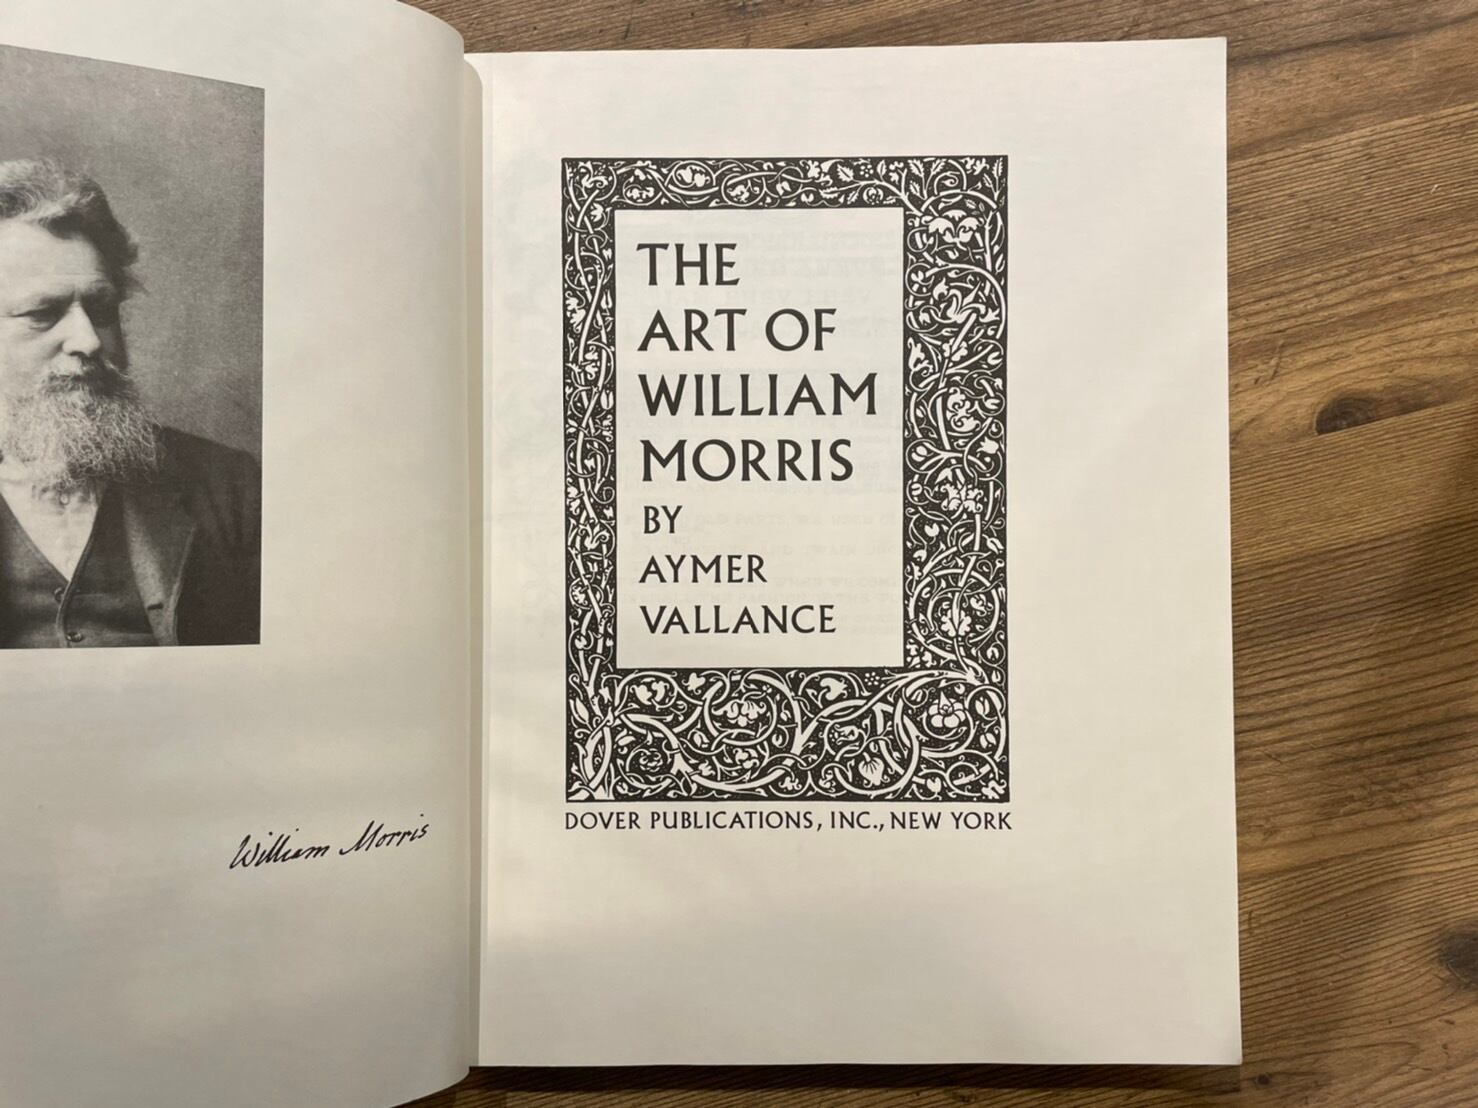 William Morris
THE
ART OF
WILLIAM
MORRIS
BY
AYMER
VALLANCE
DOVER PUBLICATIONS, INC., NEW YORK